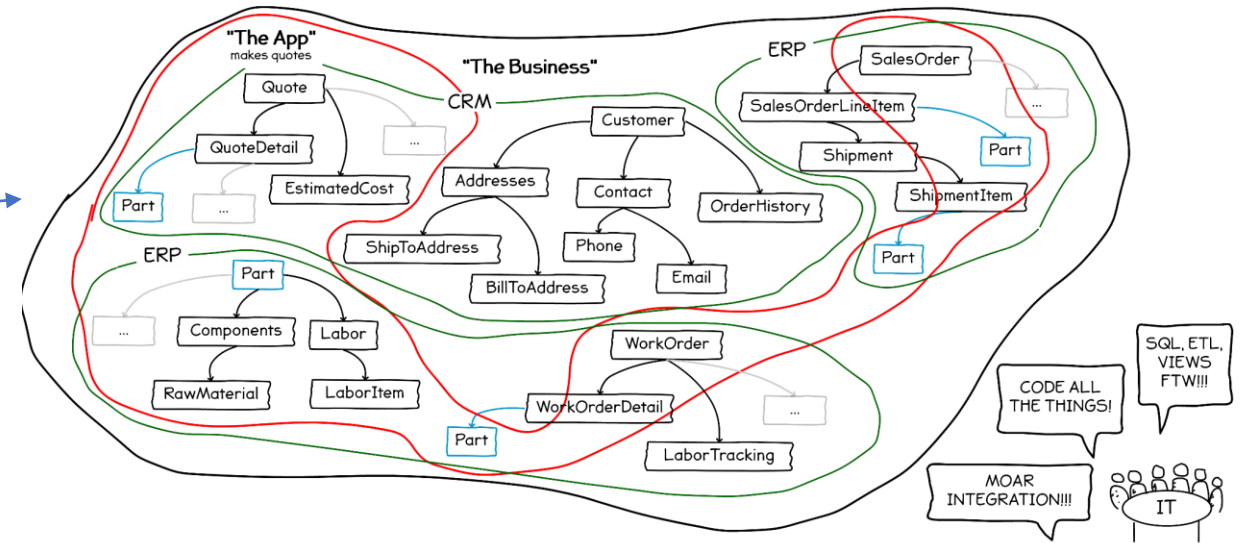 "The App"
makes quotes
"The Business"
ERP
SalesOrder
Quote
CRM
...
SalesOrderLineItem
Customer
...
QuoteDetail
Part
Shipment
EstimatedCost
Addresses
Contact
ShipmentItem
Part
...
OrderHistory
ShipToAddress
Phone
Part
ERP
Part
BillToAddress
Email
...
Components
Labor
WorkOrder
RawMaterial
LaborItem
WorkOrderDetail
...
Part
LaborTracking
SQL, ETL,
VIEWS
FTW!!!
CODE ALL
THE THINGS!
MOAR
INTEGRATION!!!
IT